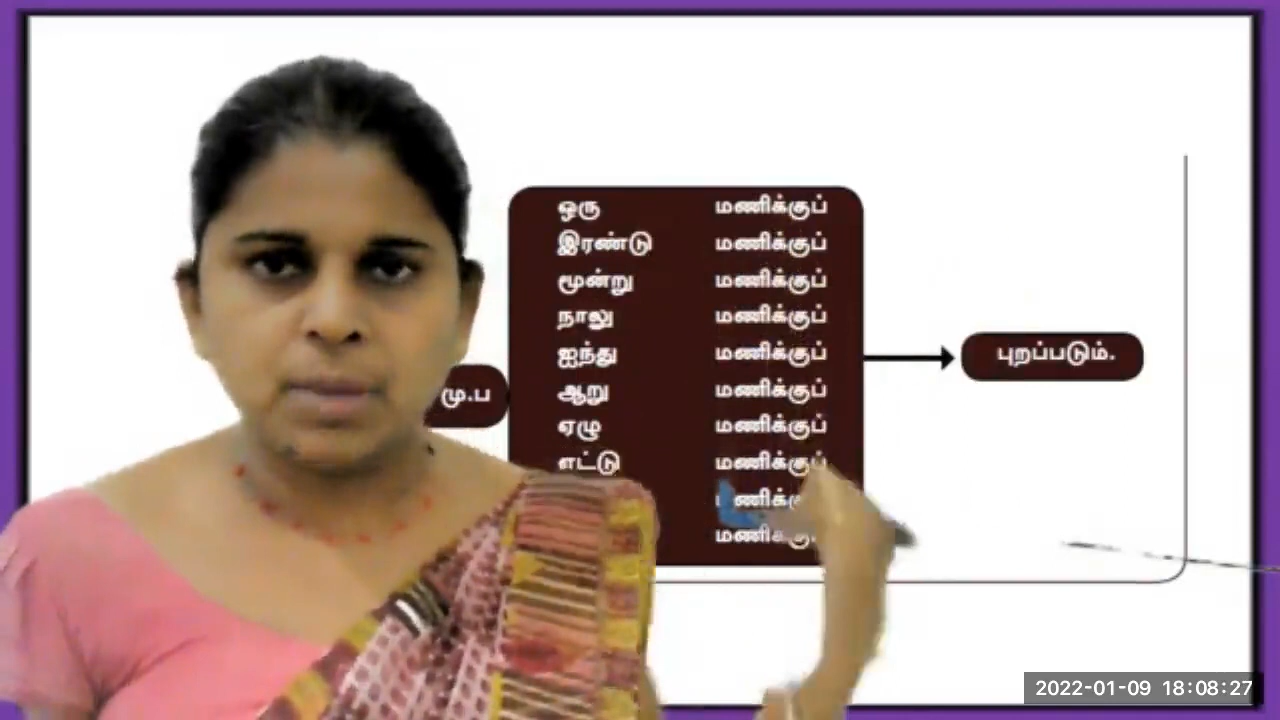 ஒரு மணிக்குப்
இரண்டு மணிக்குப்
மூன்று மணிக்குப்
நாலு மணிக்குப்
ஐந்து மணிக்குப்
மு.ப
ஆறு மணிக்குப்
ஏழு மணிக்குப்
எட்டு மணிக்குப்
புறப்படும்.
2022-01-09 18:08:27